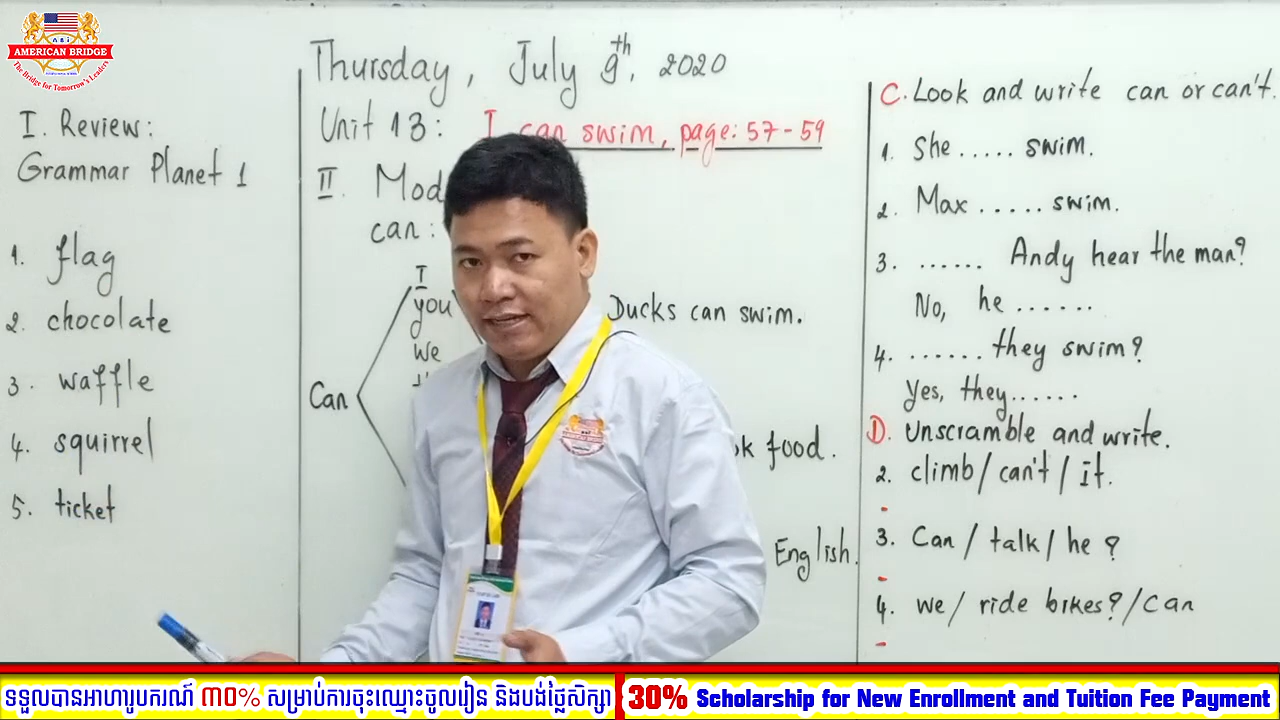 AMERICAN BRIDGE
The Bridge for Tomorrow's Leaders
I. Review:
Grammar Planet 1
1. flag
2. chocolate
3. waffle
4. squirrel
5. ticket
Thursday, July 9th, 2020
Unit 13: I can swim, page: 57-59
II. Mod
can:
I
you
we
Can
Ducks can swim.
food.
English.
C. Look and write can or can't.
1. She ..... swim.
2. Max ..... swim.
3. ...... Andy hear the man?
No, he ......
4. ...... they swim?
Yes, they......
D. Unscramble and write.
2. climb / can't / it.
3. Can / talk / he ?
4. we / ride bikes? / can
ទទួលបានអាហារូបករណ៍ ៣០% សម្រាប់ការចុះឈ្មោះចូលរៀន និងបង់ថ្លៃសិក្សា
30% Scholarship for New Enrollment and Tuition Fee Payment